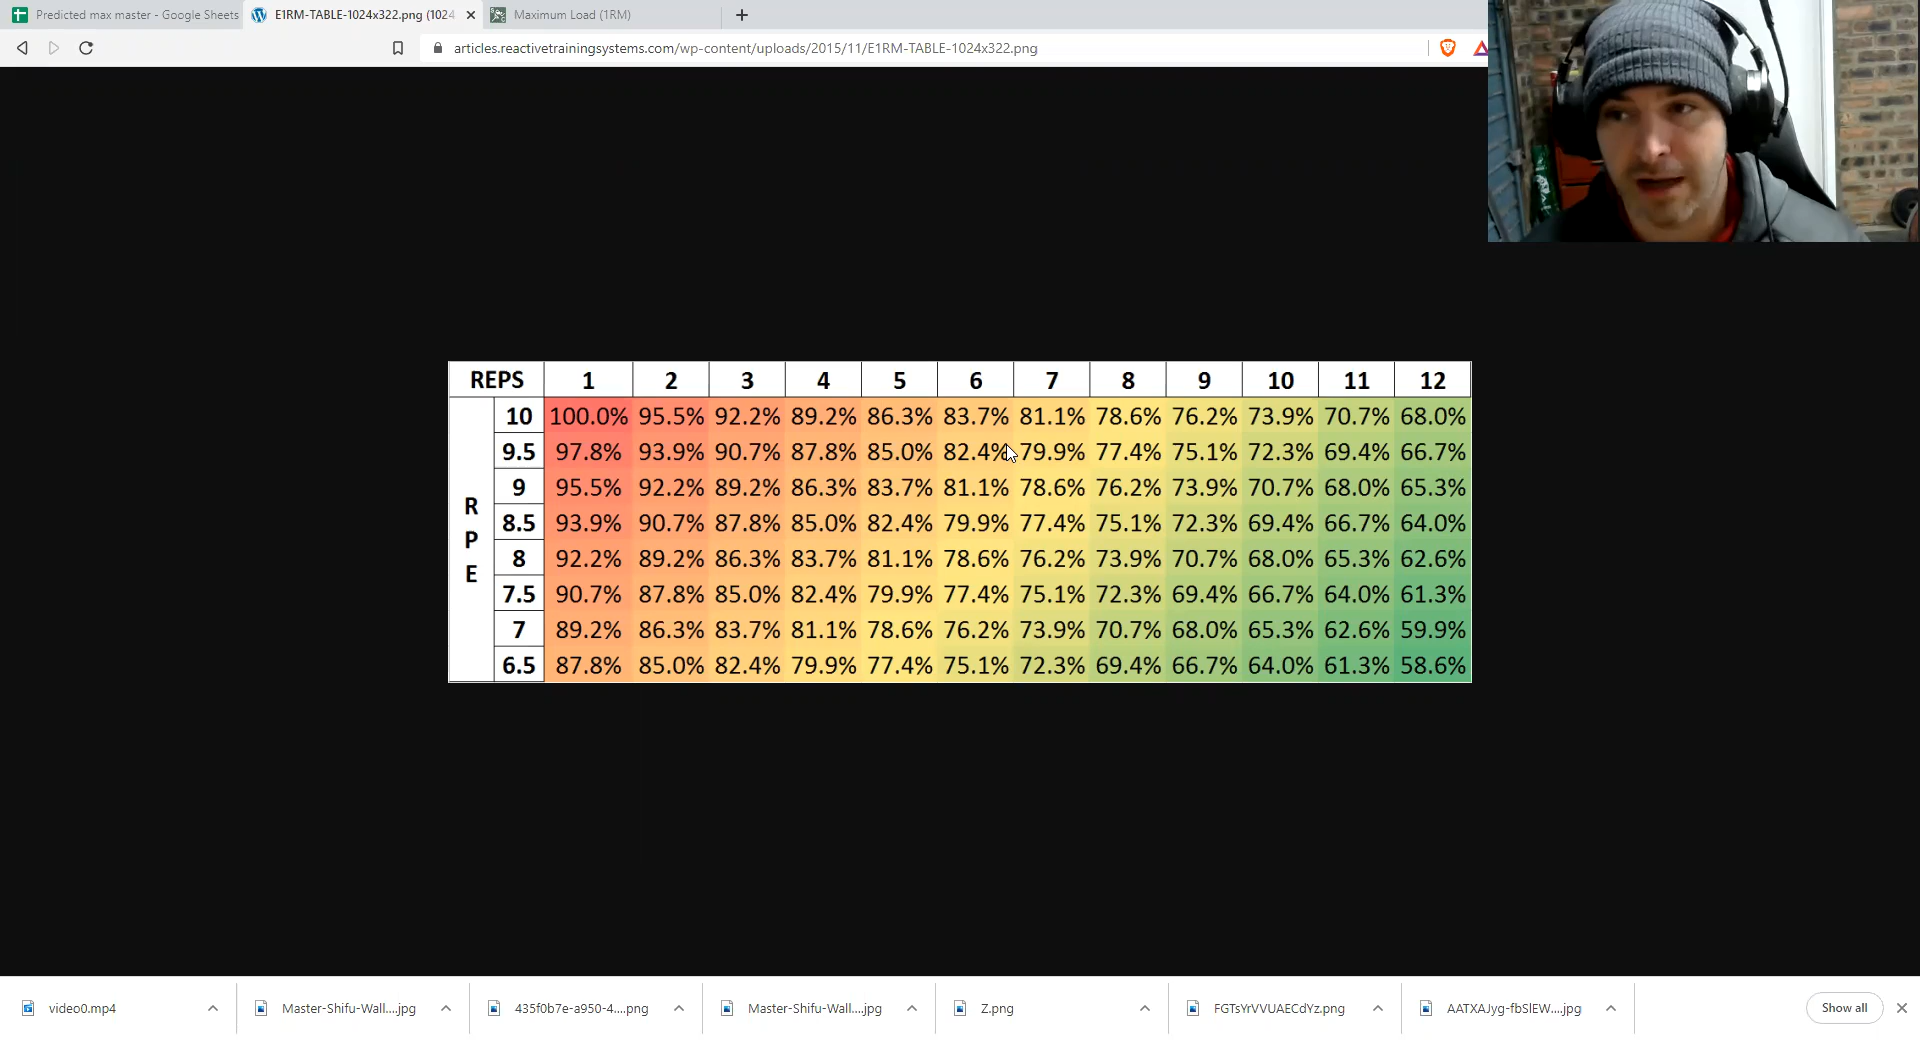 Predicted max master - Google Sheets
E1RM-TABLE-1024x322.png (1024
Maximum Load (1RM)
articles.reactivetrainingsystems.com/wp-content/uploads/2015/11/E1RM-TABLE-1024x322.png
REPS 1 2 3 4 5 6 7 8 9 10 11 12
RPE
10 100.0% 95.5% 92.2% 89.2% 86.3% 83.7% 81.1% 78.6% 76.2% 73.9% 70.7% 68.0%
9.5 97.8% 93.9% 90.7% 87.8% 85.0% 82.4% 79.9% 77.4% 75.1% 72.3% 69.4% 66.7%
9 95.5% 92.2% 89.2% 86.3% 83.7% 81.1% 78.6% 76.2% 73.9% 70.7% 68.0% 65.3%
8.5 93.9% 90.7% 87.8% 85.0% 82.4% 79.9% 77.4% 75.1% 72.3% 69.4% 66.7% 64.0%
8 92.2% 89.2% 86.3% 83.7% 81.1% 78.6% 76.2% 73.9% 70.7% 68.0% 65.3% 62.6%
7.5 90.7% 87.8% 85.0% 82.4% 79.9% 77.4% 75.1% 72.3% 69.4% 66.7% 64.0% 61.3%
7 89.2% 86.3% 83.7% 81.1% 78.6% 76.2% 73.9% 70.7% 68.0% 65.3% 62.6% 59.9%
6.5 87.8% 85.0% 82.4% 79.9% 77.4% 75.1% 72.3% 69.4% 66.7% 64.0% 61.3% 58.6%
video0.mp4
Master-Shifu-Wall....jpg
435f0b7e-a950-4....png
Master-Shifu-Wall....jpg
Z.png
FGTsYrVVUAECdYz.png
AATXAJyg-fbSlEW....jpg
Show all